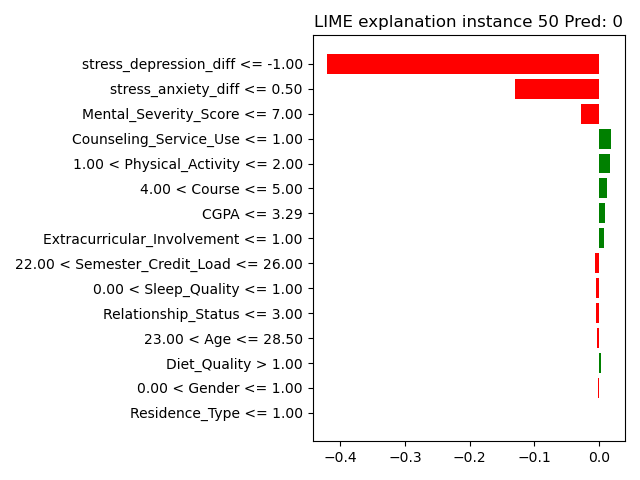 LIME explanation instance 50 Pred: 0
stress_depression_diff <= -1.00
stress_anxiety_diff <= 0.50
Mental_Severity_Score <= 7.00
Counseling_Service_Use <= 1.00
1.00 < Physical_Activity <= 2.00
4.00 < Course <= 5.00
CGPA <= 3.29
Extracurricular_Involvement <= 1.00
22.00 < Semester_Credit_Load <= 26.00
0.00 < Sleep_Quality <= 1.00
Relationship_Status <= 3.00
23.00 < Age <= 28.50
Diet_Quality > 1.00
0.00 < Gender <= 1.00
Residence_Type <= 1.00
−0.4 −0.3 −0.2 −0.1 0.0